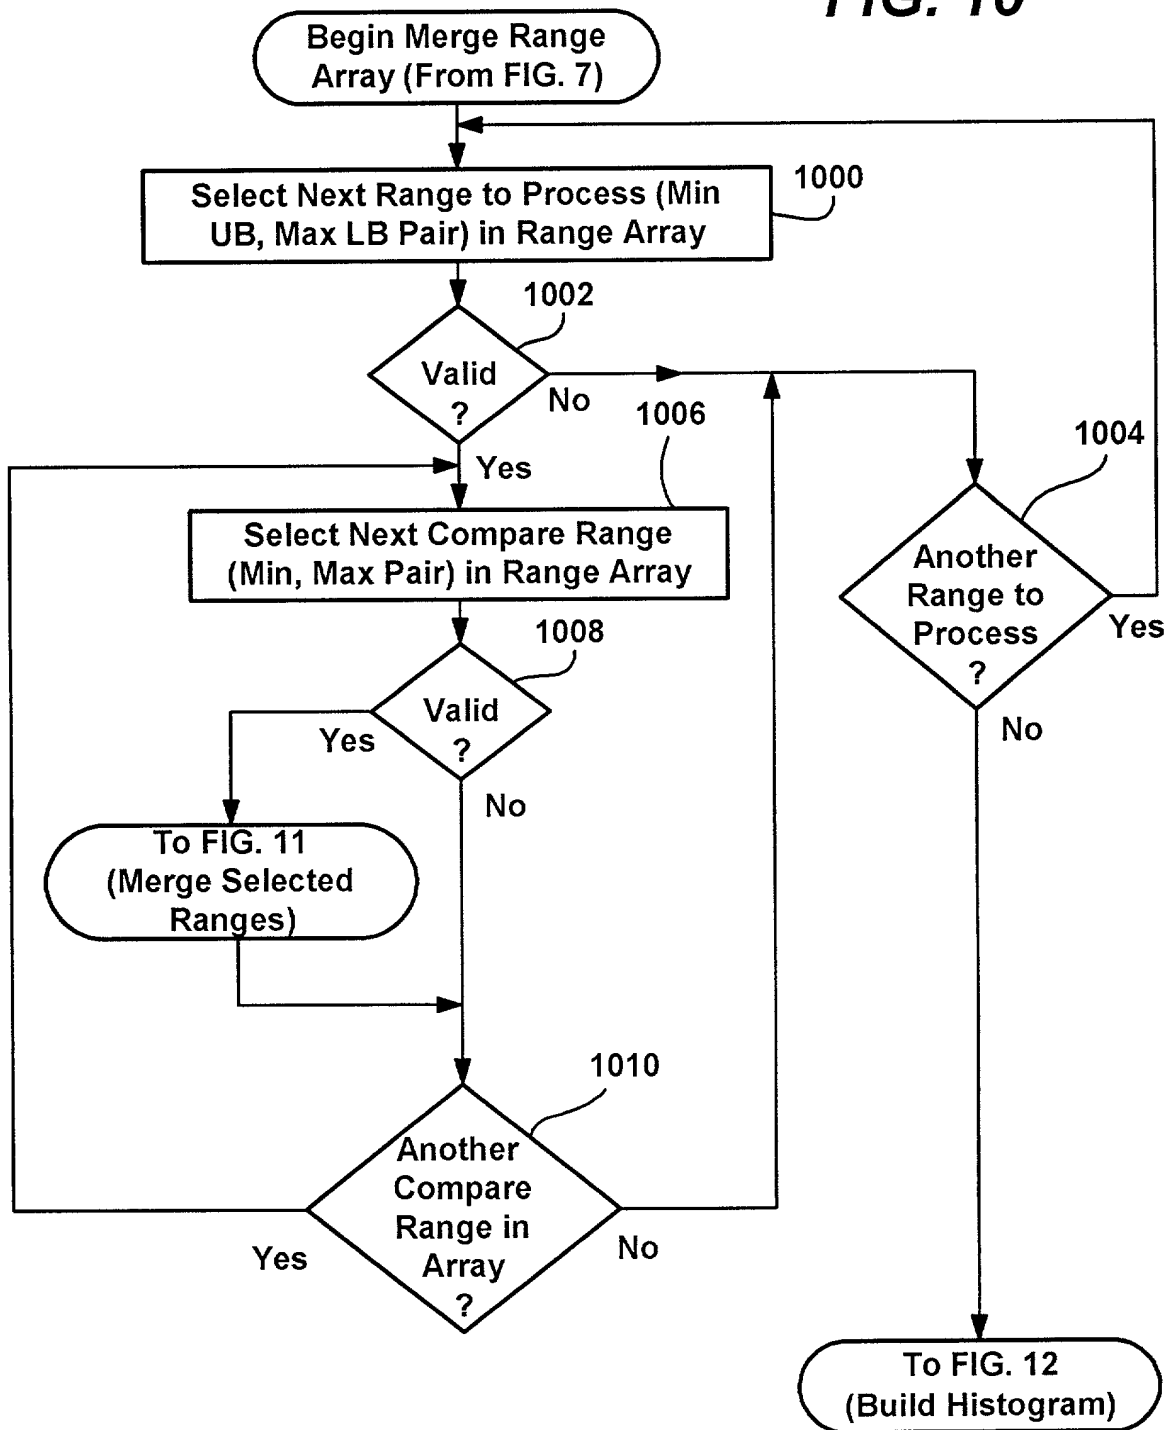 FIG. 10
Begin Merge Range
Array (From FIG. 7)
Select Next Range to Process (Min
UB, Max LB Pair) in Range Array
1000
1002
Valid
?
No
1006
1004
Yes
Select Next Compare Range
(Min, Max Pair) in Range Array
Another
Range to
Process
?
Yes
1008
Valid
?
Yes
No
No
To FIG. 11
(Merge Selected
Ranges)
1010
Another
Compare
Range in
Array
?
Yes
No
To FIG. 12
(Build Histogram)